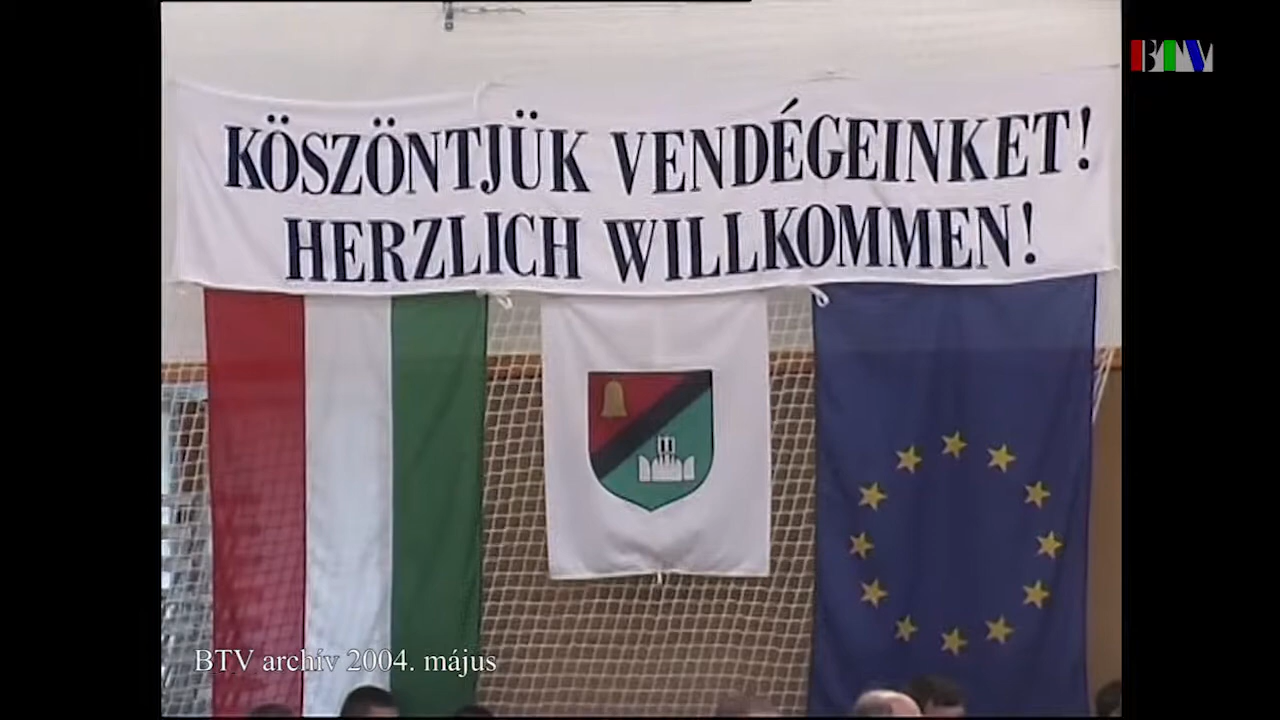 BTV
KÖSZÖNTJÜK VENDÉGEINKET!
HERZLICH WILLKOMMEN!
BTV archív 2004. május